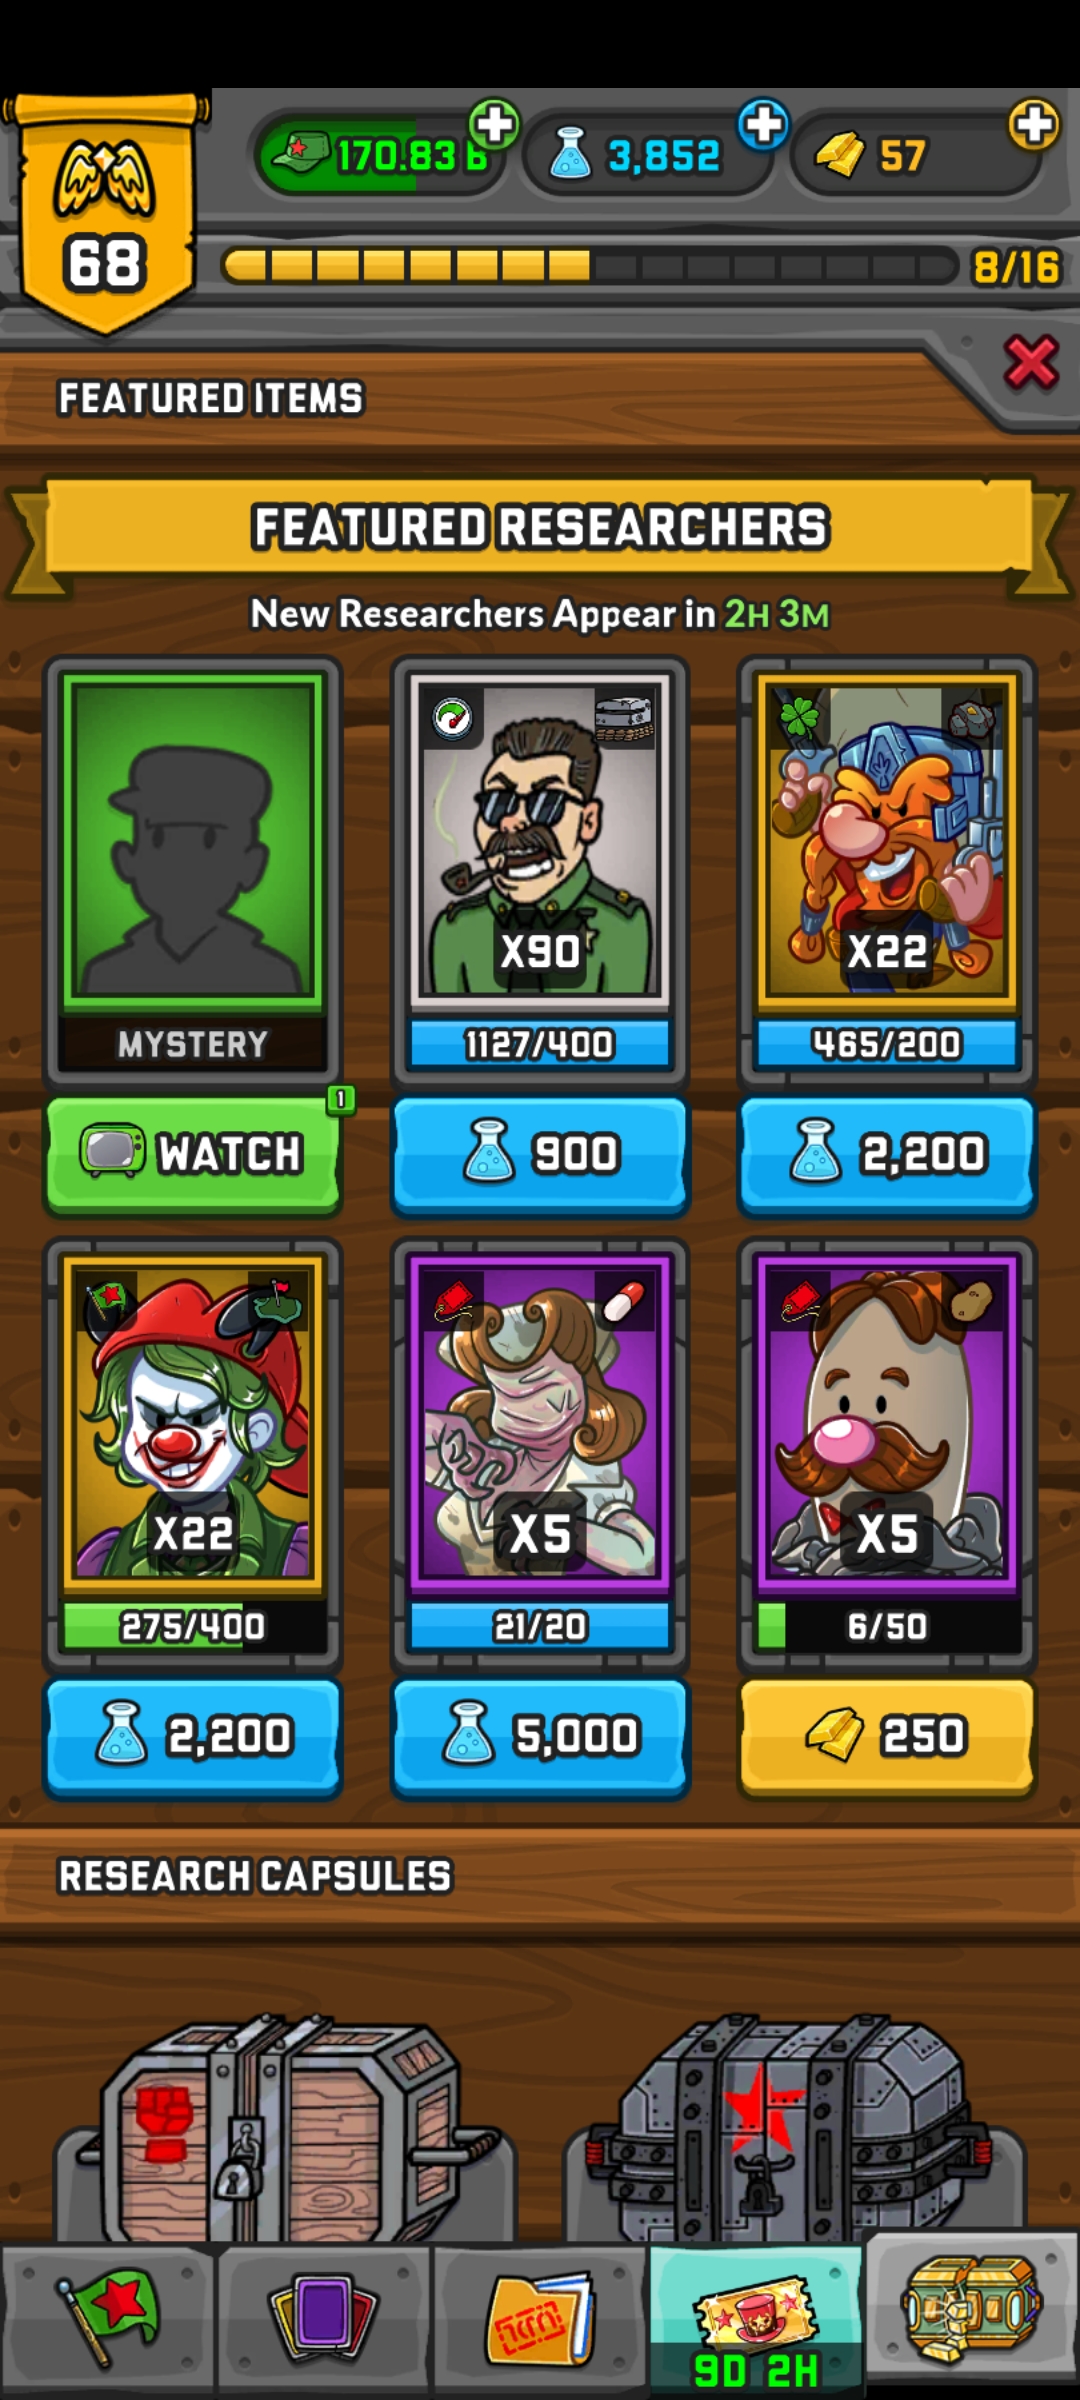 170.83 B
3,852
57
68
8/16
FEATURED ITEMS
FEATURED RESEARCHERS
New Researchers Appear in 2H 3M
X90
X22
MYSTERY
1127/400
465/200
1
WATCH
900
2,200
X22
X5
X5
275/400
21/20
6/50
2,200
5,000
250
RESEARCH CAPSULES
9D 2H